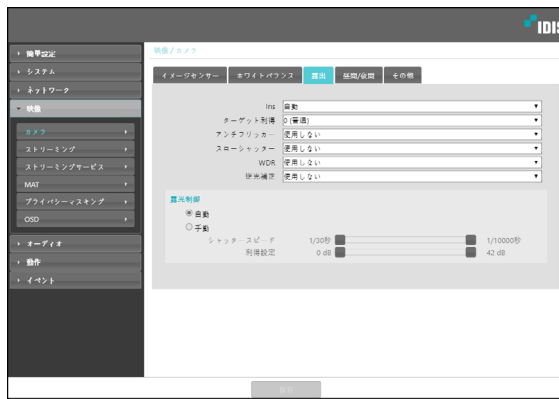 IDIS
簡単設定
システム
ネットワーク
映像
カメラ
ストリーミング
ストリーミングサービス
MAT
プライバシーマスキング
OSD
オーディオ
動作
イベント
映像 / カメラ
イメージセンサー ホワイトバランス 露出 昼間/夜間 その他
Iris 自動
ターゲット利得 0 (普通)
アンチフリッカー 使用しない
スローシャッター 使用しない
WDR 使用しない
逆光補正 使用しない
露光制御
自動
手動
シャッタースピード 1/30秒 1/10000秒
利得設定 0 dB 42 dB